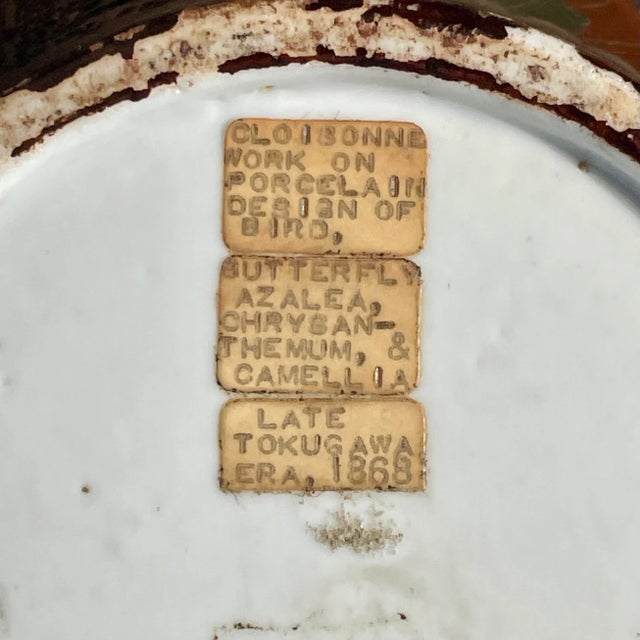 CLOISONNE
WORK ON
PORCELAIN
DESIGN OF
BIRD,
BUTTERFLY
AZALEA,
CHRYSAN-
THEMUM, &
CAMELLIA
LATE
TOKUGAWA
ERA, 1868